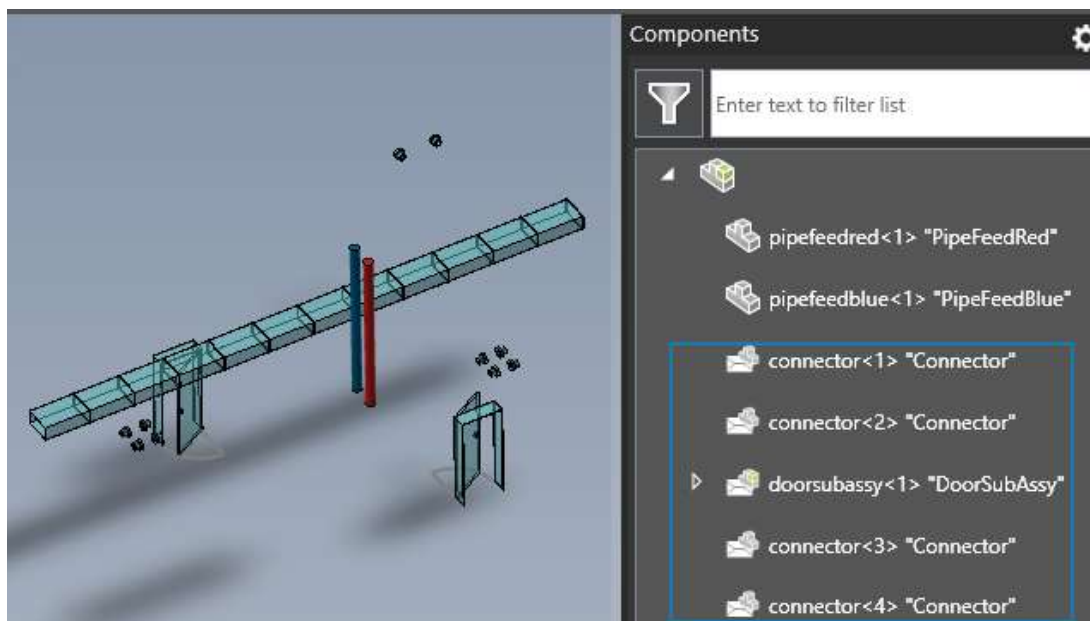 Components
Enter text to filter list
pipefeedred<1> "PipeFeedRed"
pipefeedblue<1> "PipeFeedBlue"
connector<1> "Connector"
connector<2> "Connector"
doorsubassy<1> "DoorSubAssy"
connector<3> "Connector"
connector<4> "Connector"